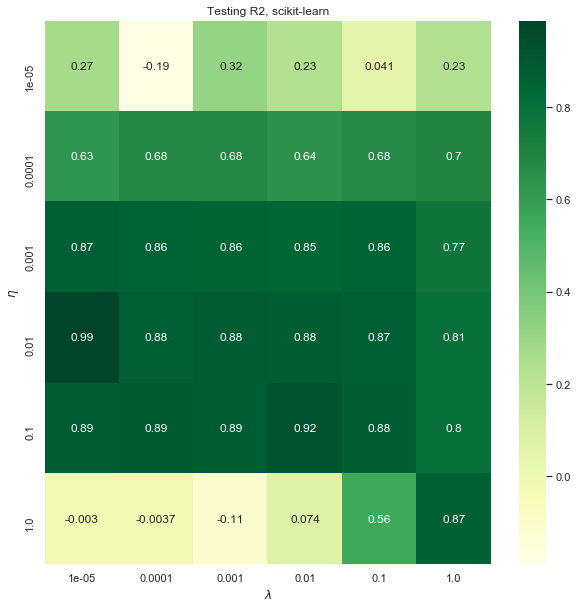 Testing R2, scikit-learn
1e-05 0.27 -0.19 0.32 0.23 0.041 0.23
0.0001 0.63 0.68 0.68 0.64 0.68 0.7
0.001 0.87 0.86 0.86 0.85 0.86 0.77
0.01 0.99 0.88 0.88 0.88 0.87 0.81
0.1 0.89 0.89 0.89 0.92 0.88 0.8
1.0 -0.003 -0.0037 -0.11 0.074 0.56 0.87
1e-05 0.0001 0.001 0.01 0.1 1.0
λ
η
0.8
0.6
0.4
0.2
0.0